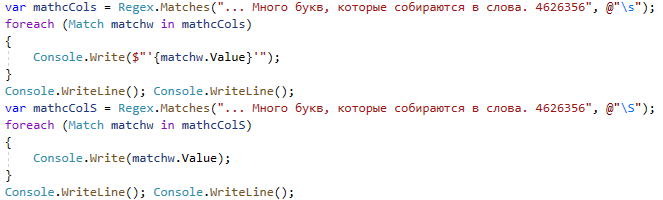 var mathcCols = Regex.Matches("... Много букв, которые собираются в слова. 4626356", @"\s");
foreach (Match matchw in mathcCols)
{
    Console.Write($"'{matchw.Value}'");
}
Console.WriteLine(); Console.WriteLine();
var mathcColS = Regex.Matches("... Много букв, которые собираются в слова. 4626356", @"\S");
foreach (Match matchw in mathcColS)
{
    Console.Write(matchw.Value);
}
Console.WriteLine(); Console.WriteLine();